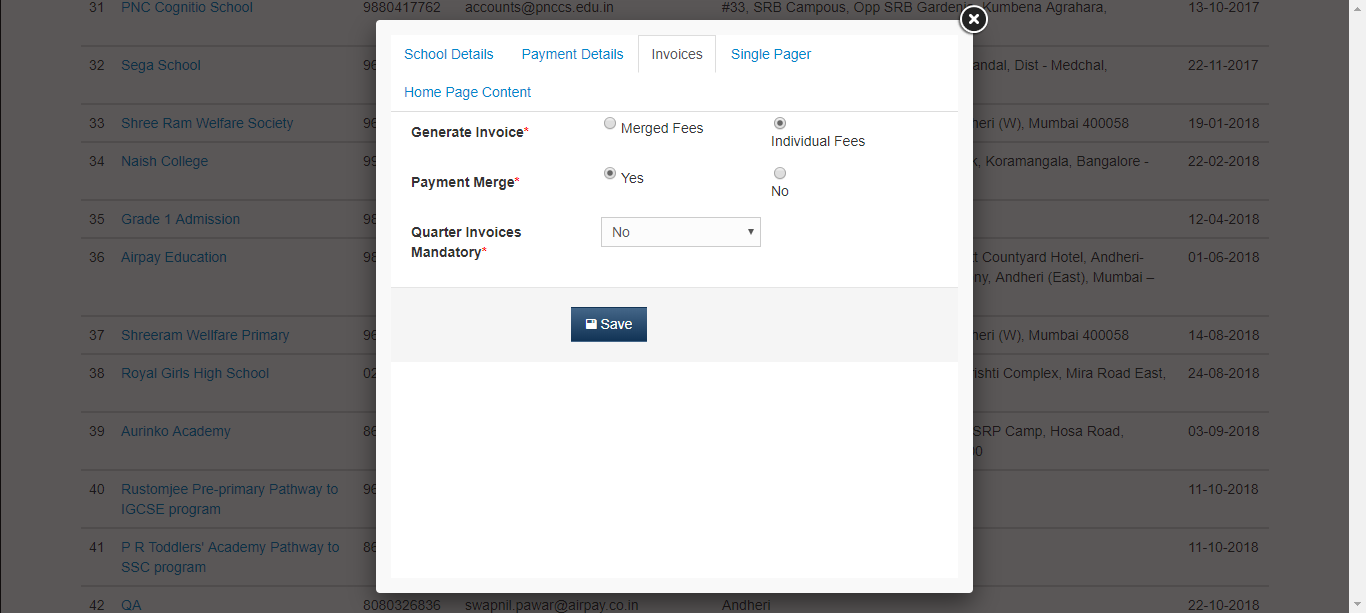 31 PNC Cognitio School 9880417762 accounts@pnccs.edu.in #33, SRB Campous, Opp SRB Gardenia, Kumbena Agrahara, 13-10-2017
School Details Payment Details Invoices Single Pager
32 Sega School 96 andal, Dist - Medchal, 22-11-2017
Home Page Content
33 Shree Ram Welfare Society 96 heri (W), Mumbai 400058 19-01-2018
Generate Invoice* Merged Fees
Individual Fees
34 Naish College 99 k, Koramangala, Bangalore - 22-02-2018
Payment Merge* Yes
No
35 Grade 1 Admission 98 12-04-2018
Quarter Invoices No
Mandatory*
36 Airpay Education 98 tt Countyard Hotel, Andheri-
ny, Andheri (East), Mumbai – 01-06-2018
Save
37 Shreeram Wellfare Primary 96 heri (W), Mumbai 400058 14-08-2018
38 Royal Girls High School 02 rishti Complex, Mira Road East, 24-08-2018
39 Aurinko Academy 86 SRP Camp, Hosa Road, 03-09-2018
40 Rustomjee Pre-primary Pathway to 96 11-10-2018
IGCSE program
41 P R Toddlers' Academy Pathway to 86 11-10-2018
SSC program
42 QA 8080326836 swapnil.pawar@airpay.co.in Andheri 22-10-2018